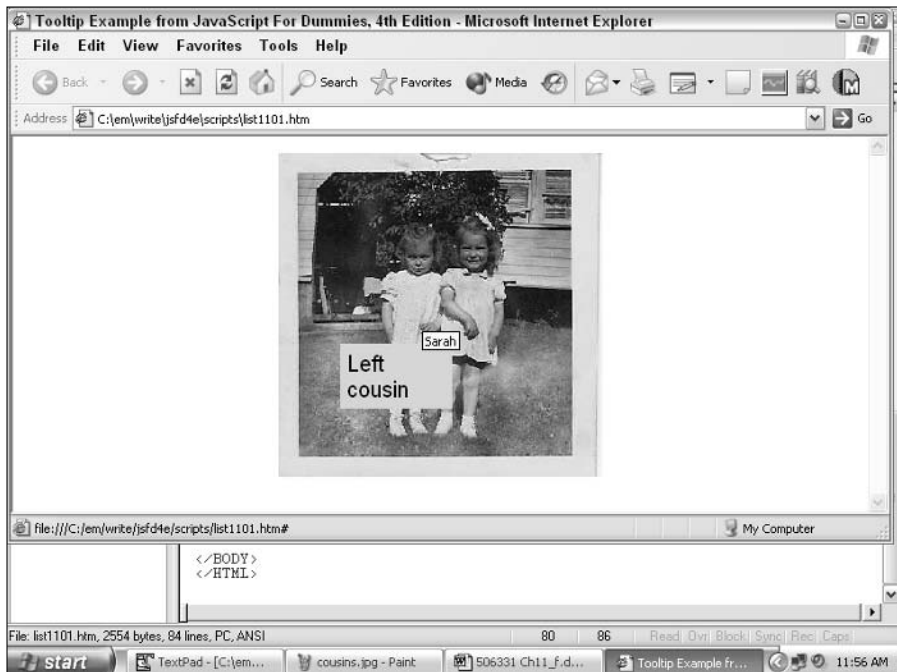 Tooltip Example from JavaScript For Dummies, 4th Edition - Microsoft Internet Explorer
File Edit View Favorites Tools Help
Back Search Favorites Media
Address C:\em\write\jsfd4e\scripts\list1101.htm Go
Sarah
Left
cousin
file:///C:/em/write/jsfd4e/scripts/list1101.htm# My Computer
</BODY>
</HTML>
File: list1101.htm, 2554 bytes, 84 lines, PC, ANSI 80 86 Read Ovr Block Sync Rec Caps
start TextPad - [C:\em... cousins.jpg - Paint 506331 Ch11_f.d... Tooltip Example fr... 11:56 AM